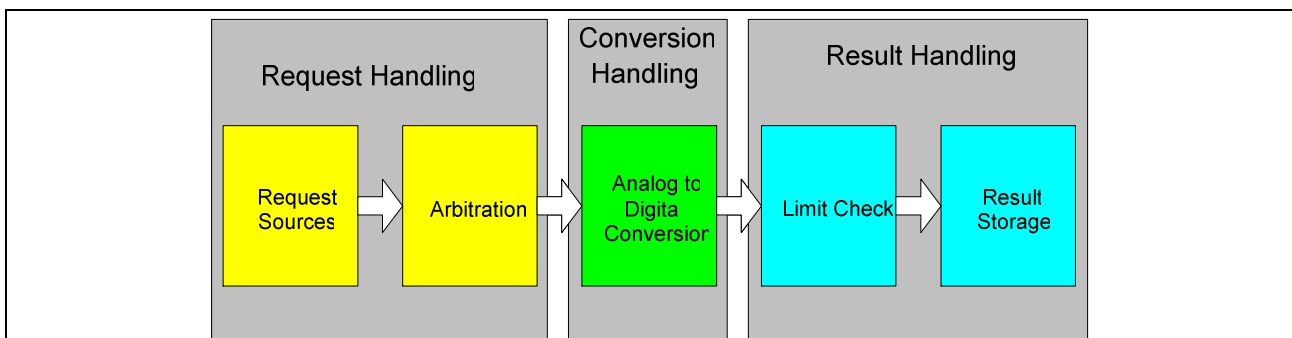 Request Handling
Conversion
Handling
Result Handling
Request
Sources
Arbitration
Analog to
Digita
Conversion
Limit Check
Result
Storage